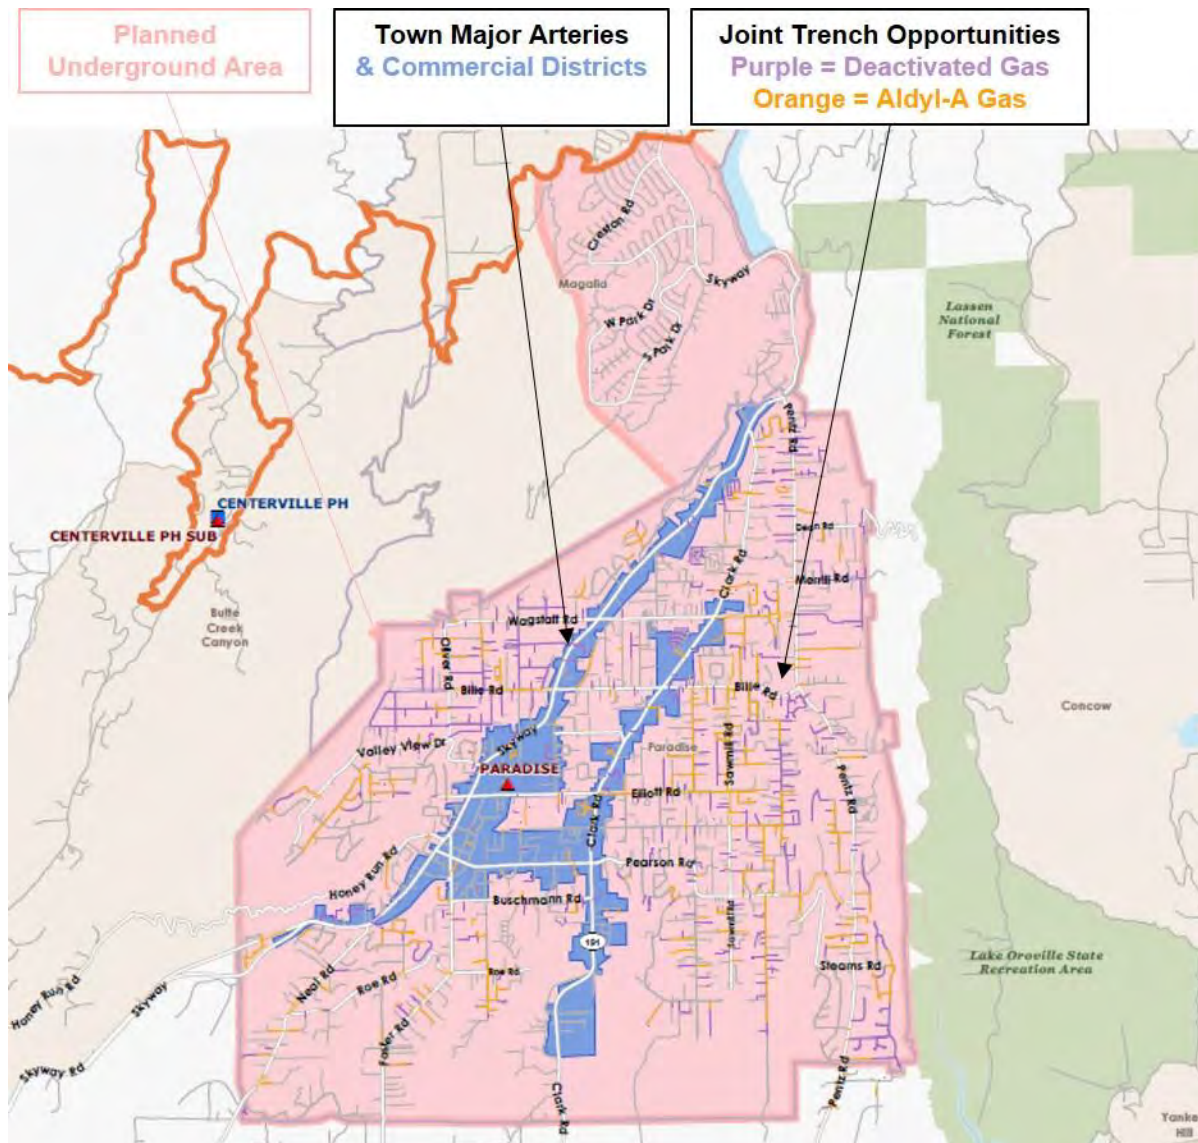 Planned
Underground Area
Town Major Arteries
& Commercial Districts
Joint Trench Opportunities
Purple = Deactivated Gas
Orange = Aldyl-A Gas
Creston Rd
Skyway
Magalia
W Park Dr
S Park Dr
Lassen
National
Forest
Pentz Rd
CENTERVILLE PH
CENTERVILLE PH SUB
Dean Rd
Clark Rd
Merrill Rd
Butte
Creek
Canyon
Wagstaff Rd
Oliver Rd
Bille Rd
Bille Rd
Concow
Skyway
Valley View Dr
Sawmill Rd
Paradise
PARADISE
Pentz Rd
Elliott Rd
Clark Rd
Honey Run Rd
Pearson Rd
Buschmann Rd
Sawmill Rd
191
Lake Oroville State
Recreation Area
Stearns Rd
Neal Rd
Roe Rd
Roe Rd
Honey Run Rd
Skyway
Foster Rd
Skyway Rd
Pentz Rd
Clark Rd
Yanke
Hill